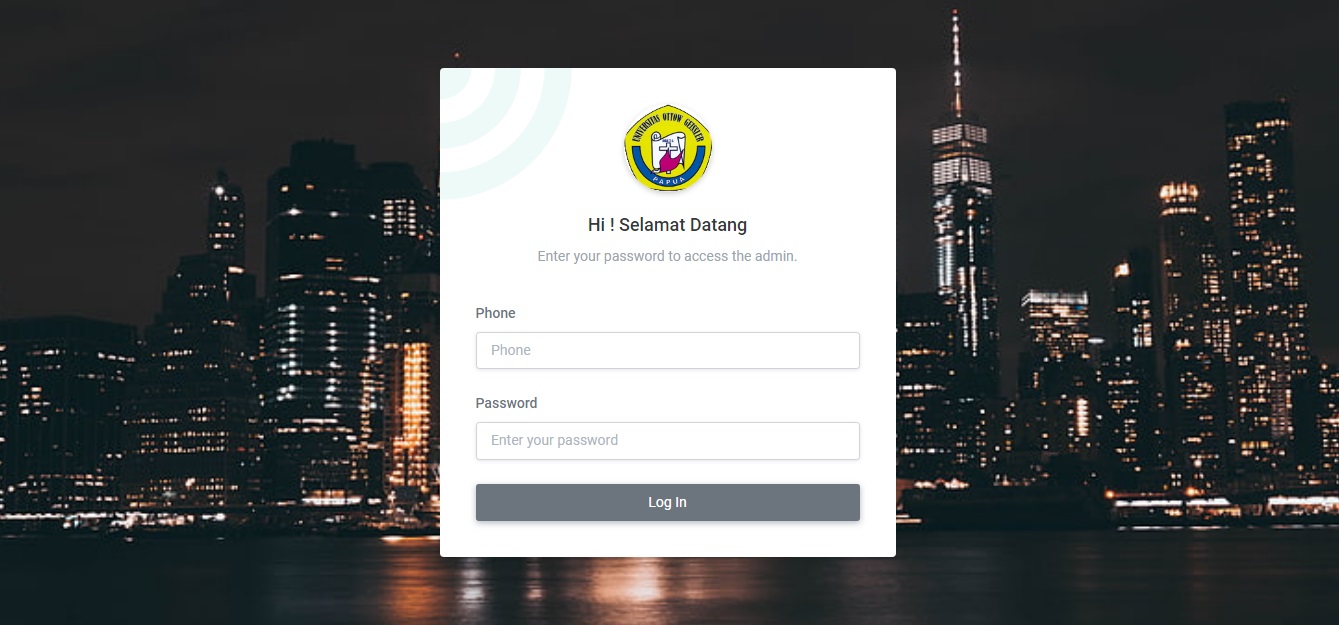 UNIVERSITAS OTTOW GEISSLER
PAPUA
Hi ! Selamat Datang
Enter your password to access the admin.
Phone
Phone
Password
Enter your password
Log In